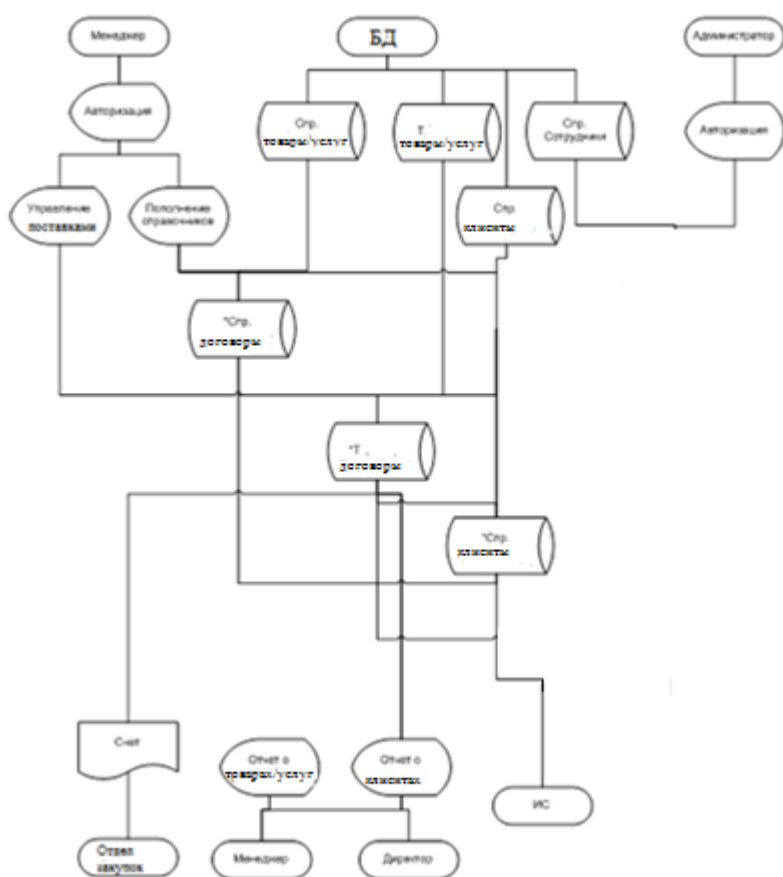 Менеджер
БД
Администратор
Авторизация
Спр.
товары/услуг
Т.
товары/услуг
Спр.
Сотрудники
Авторизация
Управление
поставками
Пополнение
справочников
Спр.
клиенты
*Спр.
договоры
*Т.
договоры
*Спр.
клиенты
Счет
Отчет о
товарах/услуг
Отчет о
клиентах
ИС
Отдел
закупок
Менеджер
Директор